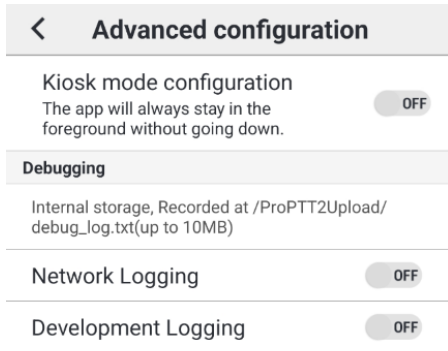 Advanced configuration
Kiosk mode configuration
The app will always stay in the
foreground without going down.
OFF
Debugging
Internal storage, Recorded at /ProPTT2Upload/
debug_log.txt(up to 10MB)
Network Logging
OFF
Development Logging
OFF